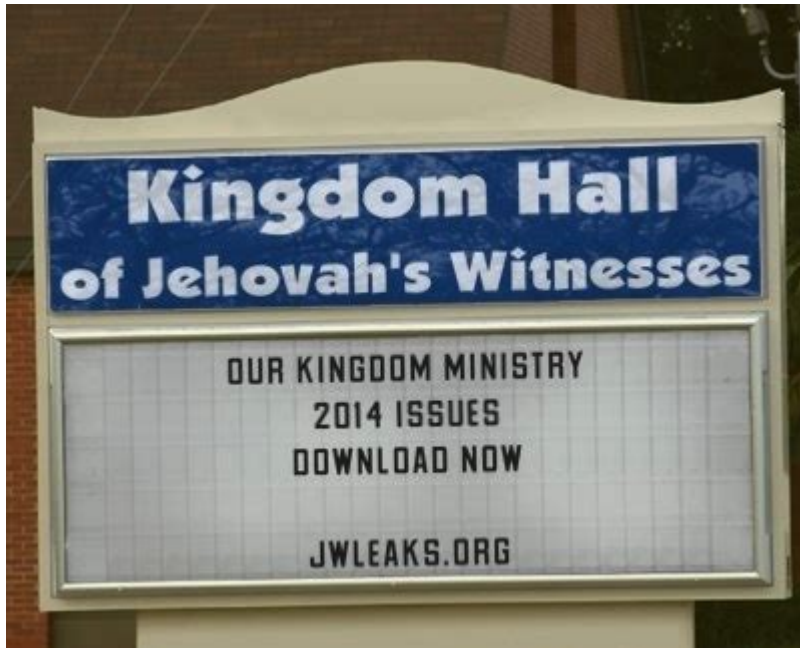 Kingdom Hall
of Jehovah's Witnesses
OUR KINGDOM MINISTRY
2014 ISSUES
DOWNLOAD NOW
JWLEAKS.ORG